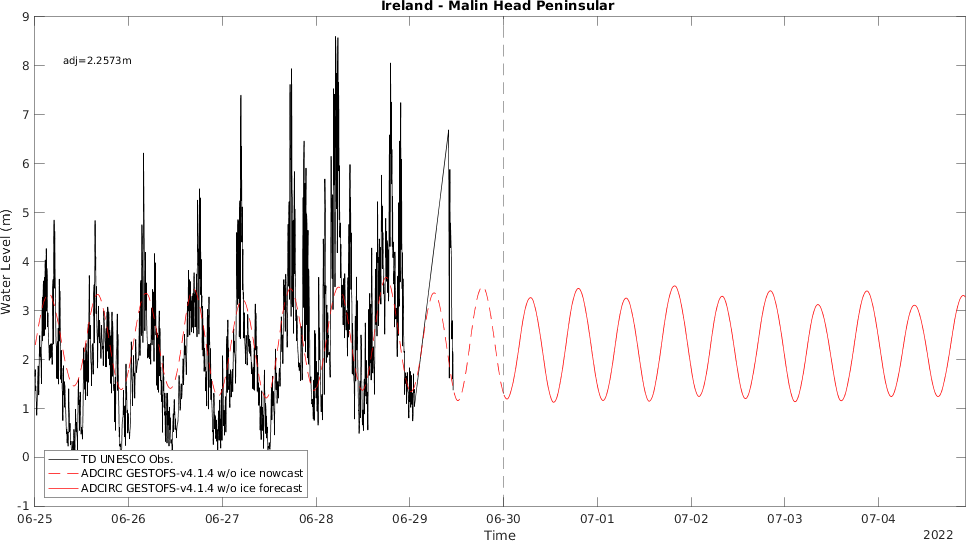 Ireland - Malin Head Peninsular
9
8
7
6
5
4
3
2
1
0
-1
Water Level (m)
adj=2.2573m
TD UNESCO Obs.
ADCIRC GESTOFS-v4.1.4 w/o ice nowcast
ADCIRC GESTOFS-v4.1.4 w/o ice forecast
06-25 06-26 06-27 06-28 06-29 06-30 07-01 07-02 07-03 07-04
Time
2022